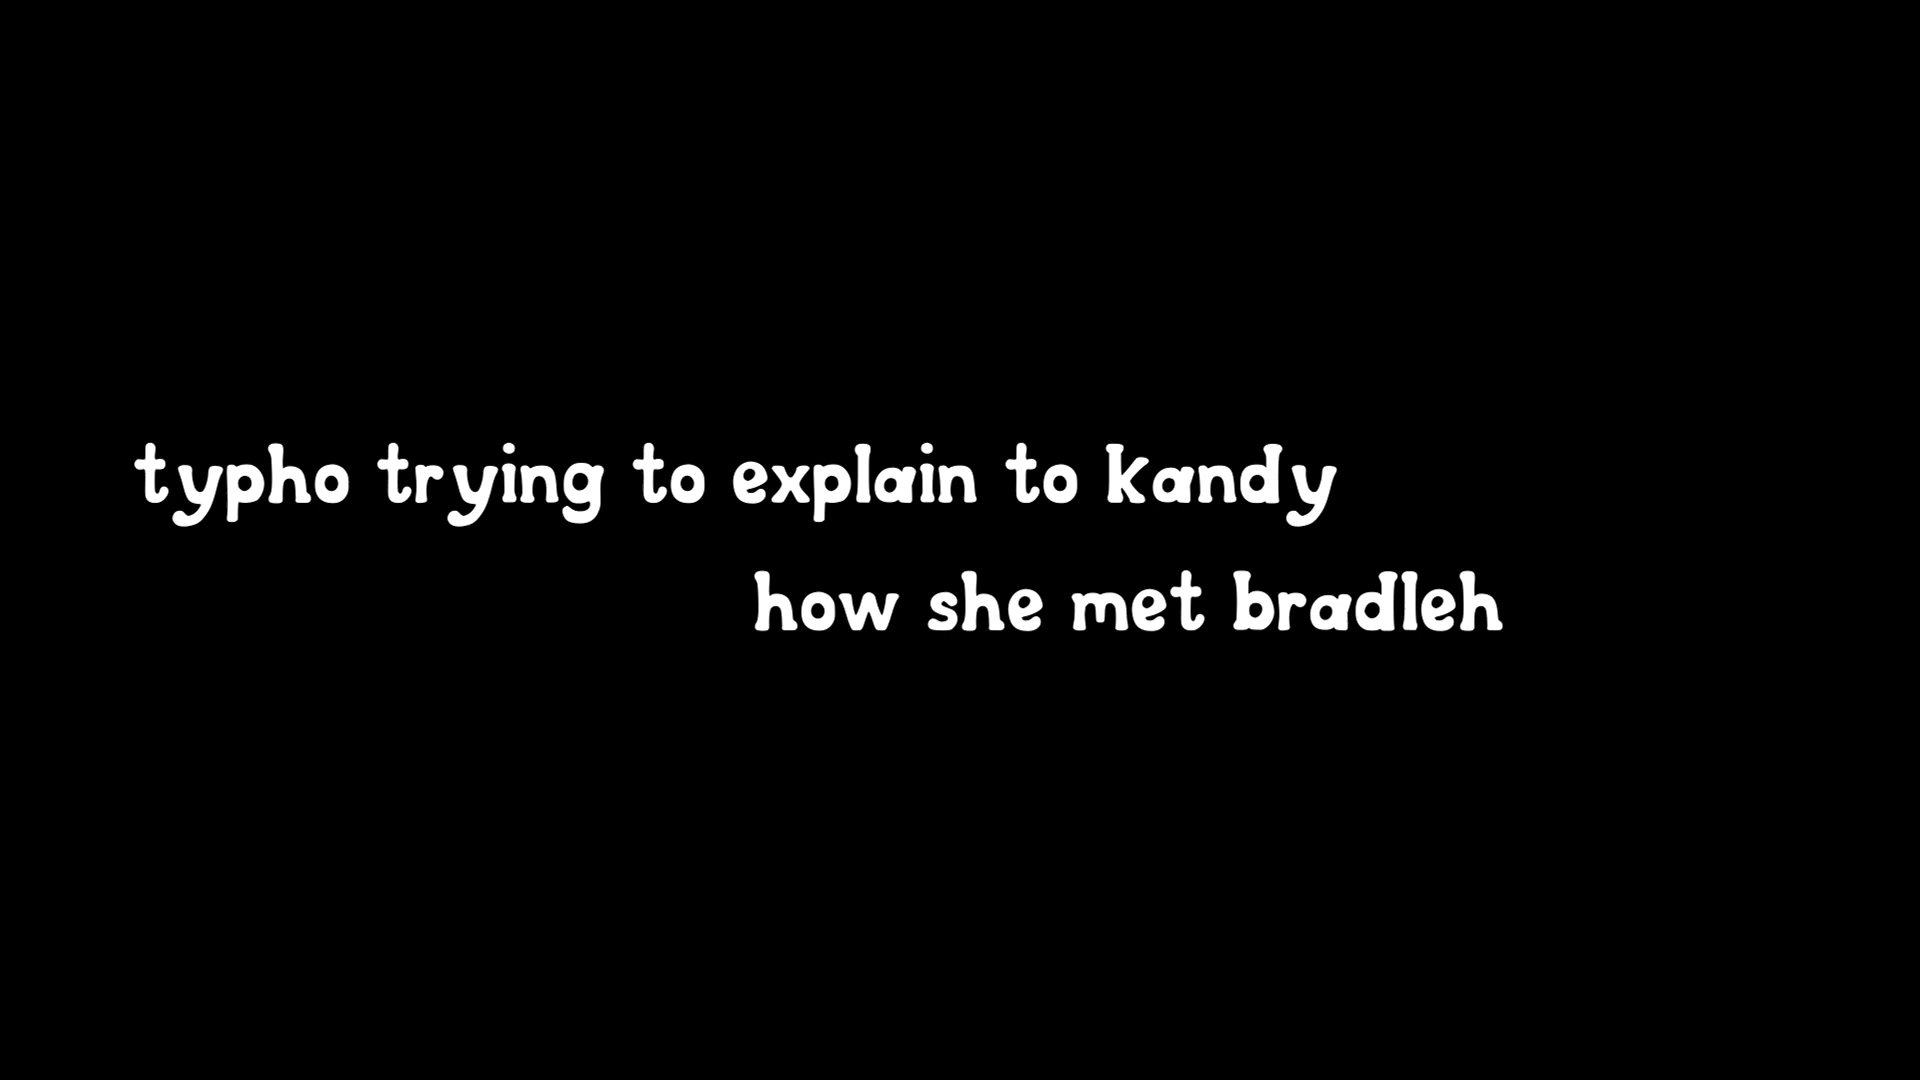 typho trying to explain to kandy
how she met bradleh